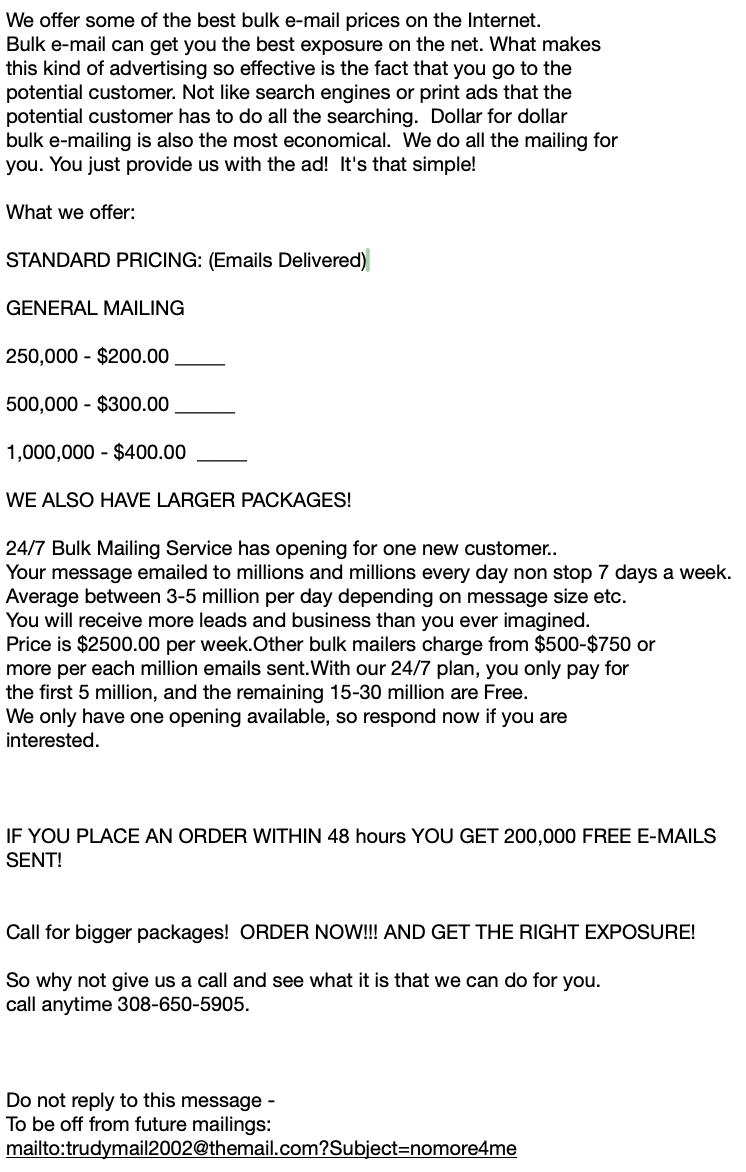 We offer some of the best bulk e-mail prices on the Internet.
Bulk e-mail can get you the best exposure on the net. What makes
this kind of advertising so effective is the fact that you go to the
potential customer. Not like search engines or print ads that the
potential customer has to do all the searching.  Dollar for dollar
bulk e-mailing is also the most economical.  We do all the mailing for
you. You just provide us with the ad!  It's that simple!

What we offer:

STANDARD PRICING: (Emails Delivered)

GENERAL MAILING

250,000 - $200.00 _____

500,000 - $300.00 ______

1,000,000 - $400.00  _____

WE ALSO HAVE LARGER PACKAGES!

24/7 Bulk Mailing Service has opening for one new customer..
Your message emailed to millions and millions every day non stop 7 days a week.
Average between 3-5 million per day depending on message size etc.
You will receive more leads and business than you ever imagined.
Price is $2500.00 per week.Other bulk mailers charge from $500-$750 or
more per each million emails sent.With our 24/7 plan, you only pay for
the first 5 million, and the remaining 15-30 million are Free.
We only have one opening available, so respond now if you are
interested.

IF YOU PLACE AN ORDER WITHIN 48 hours YOU GET 200,000 FREE E-MAILS
SENT!

Call for bigger packages!  ORDER NOW!!! AND GET THE RIGHT EXPOSURE!

So why not give us a call and see what it is that we can do for you.
call anytime 308-650-5905.

Do not reply to this message -
To be off from future mailings:
mailto:trudymail2002@themail.com?Subject=nomore4me